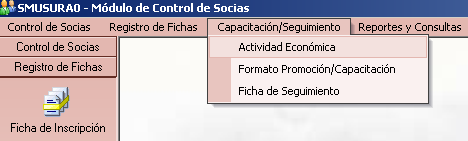 SMUSURA0 - Módulo de Control de Socias
Control de Socias Registro de Fichas Capacitación/Seguimiento Reportes y Consultas
Control de Socias
Registro de Fichas
Ficha de Inscripción
Actividad Económica
Formato Promoción/Capacitación
Ficha de Seguimiento